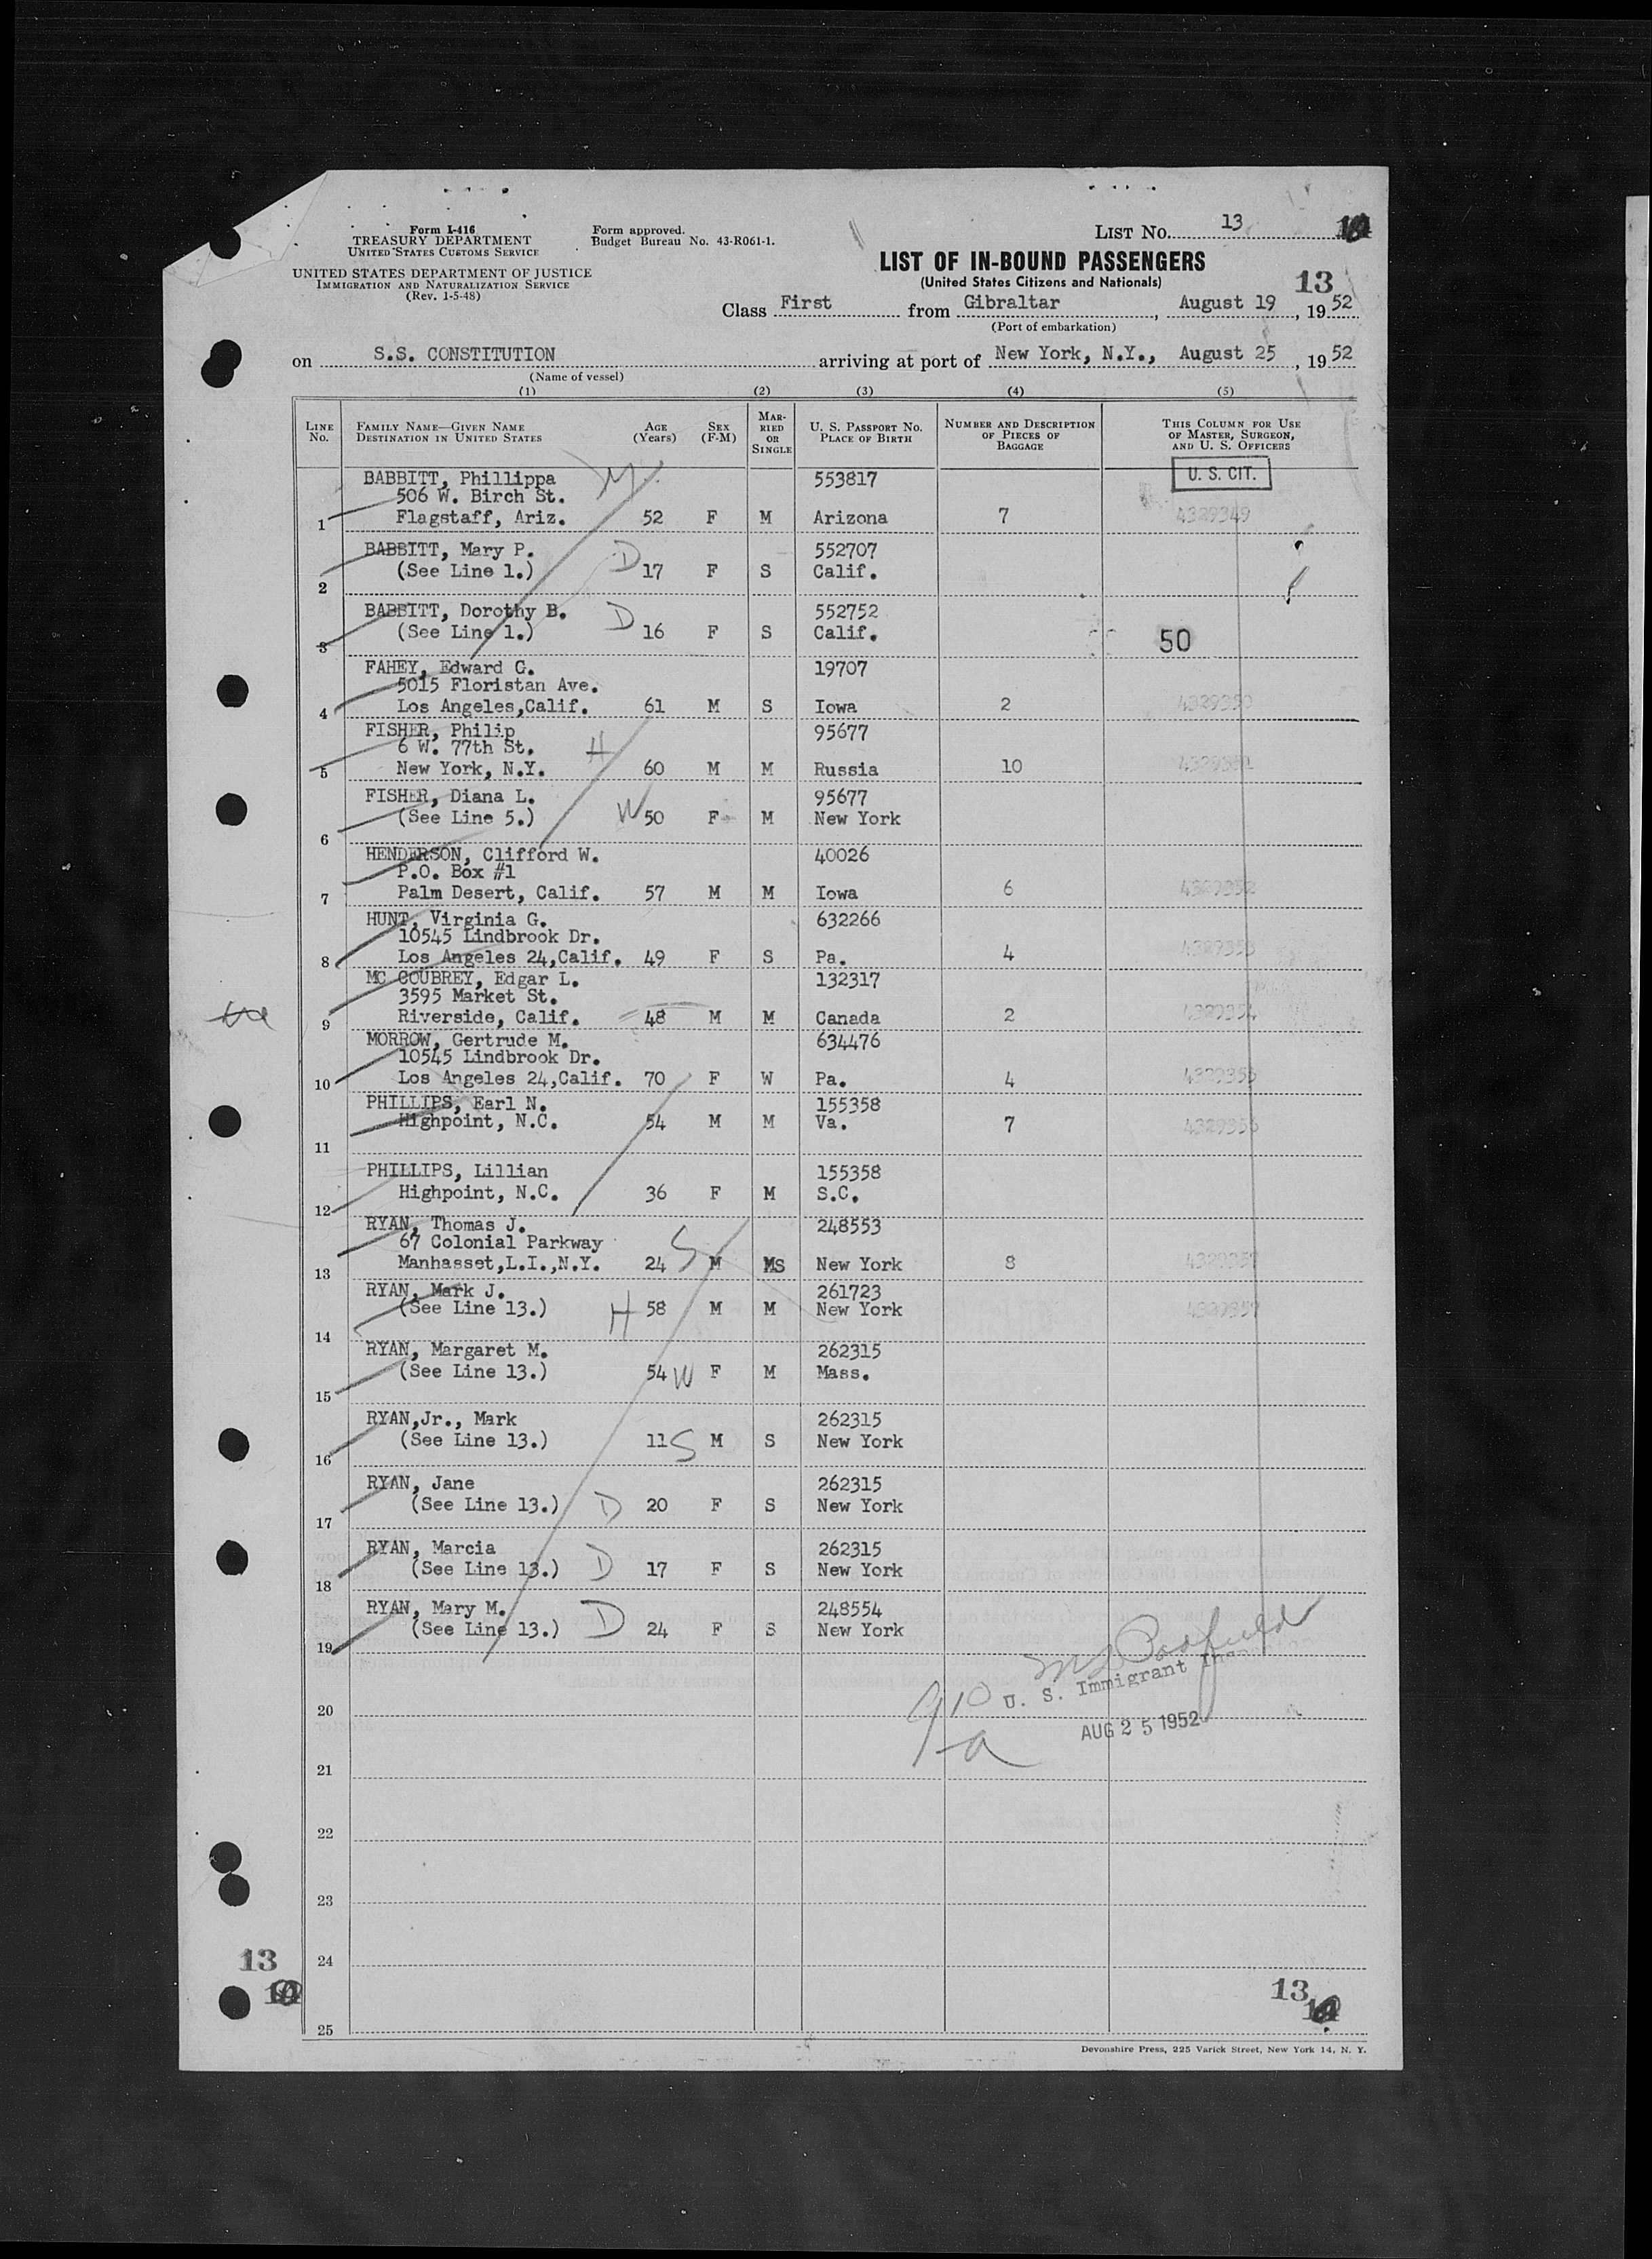 Form I-416
TREASURY DEPARTMENT
UNITED STATES CUSTOMS SERVICE
UNITED STATES DEPARTMENT OF JUSTICE
IMMIGRATION AND NATURALIZATION SERVICE
(Rev. 1-5-48)
Form approved.
Budget Bureau No. 43-R061-1.
LIST No. 13
LIST OF IN-BOUND PASSENGERS
(United States Citizens and Nationals)
13
Class First from Gibraltar, August 19, 1952
(Port of embarkation)
on S.S. CONSTITUTION arriving at port of New York, N.Y., August 25, 1952
(Name of vessel)
(1) (2) (3) (4) (5)
LINE No. FAMILY NAME—GIVEN NAME DESTINATION IN UNITED STATES AGE (Years) SEX (F-M) MARRIED OR SINGLE U. S. PASSPORT NO. PLACE OF BIRTH NUMBER AND DESCRIPTION OF PIECES OF BAGGAGE THIS COLUMN FOR USE OF MASTER, SURGEON, AND U. S. OFFICERS
BABBITT, Phillippa M. 553817 U. S. CIT.
506 W. Birch St.
1 Flagstaff, Ariz. 52 F M Arizona 7 4329349
BABBITT, Mary P. D 552707
2 (See Line 1.) 17 F S Calif.
BABBITT, Dorothy B. D 552752
3 (See Line 1.) 16 F S Calif. 50
FAHEY, Edward C. 19707
5015 Floristan Ave.
4 Los Angeles,Calif. 61 M S Iowa 2 4329350
FISHER, Philip 95677
6 W. 77th St. H
5 New York, N.Y. 60 M M Russia 10 4329351
FISHER, Diana L. 95677
6 (See Line 5.) W 50 F M New York
HENDERSON, Clifford W. 40026
P.O. Box #1
7 Palm Desert, Calif. 57 M M Iowa 6 4329352
HUNT, Virginia G. 632266
10545 Lindbrook Dr.
8 Los Angeles 24,Calif. 49 F S Pa. 4 4329353
MC COUBREY, Edgar L. 132317
3595 Market St.
9 Riverside, Calif. 48 M M Canada 2 4329354
MORROW, Gertrude M. 634476
10545 Lindbrook Dr.
10 Los Angeles 24,Calif. 70 F W Pa. 4 4329355
PHILLIPS, Earl N. 155358
11 Highpoint, N.C. 54 M M Va. 7 4329356
PHILLIPS, Lillian 155358
12 Highpoint, N.C. 36 F M S.C.
RYAN, Thomas J. 248553
67 Colonial Parkway
13 Manhasset,L.I.,N.Y. 24 S M MS New York 8
RYAN, Mark J. 261723
14 (See Line 13.) H 58 M M New York
RYAN, Margaret M. 262315
15 (See Line 13.) 54 W F M Mass.
RYAN,Jr., Mark 262315
16 (See Line 13.) 11 S M S New York
RYAN, Jane 262315
17 (See Line 13.) D 20 F S New York
RYAN, Marcia 262315
18 (See Line 13.) D 17 F S New York
RYAN, Mary M. 248554
19 (See Line 13.) D 24 F S New York
U. S. Immigrant
20
AUG 25 1952
21
22
23
13
24
13
25
Devonshire Press, 225 Varick Street, New York 14, N. Y.